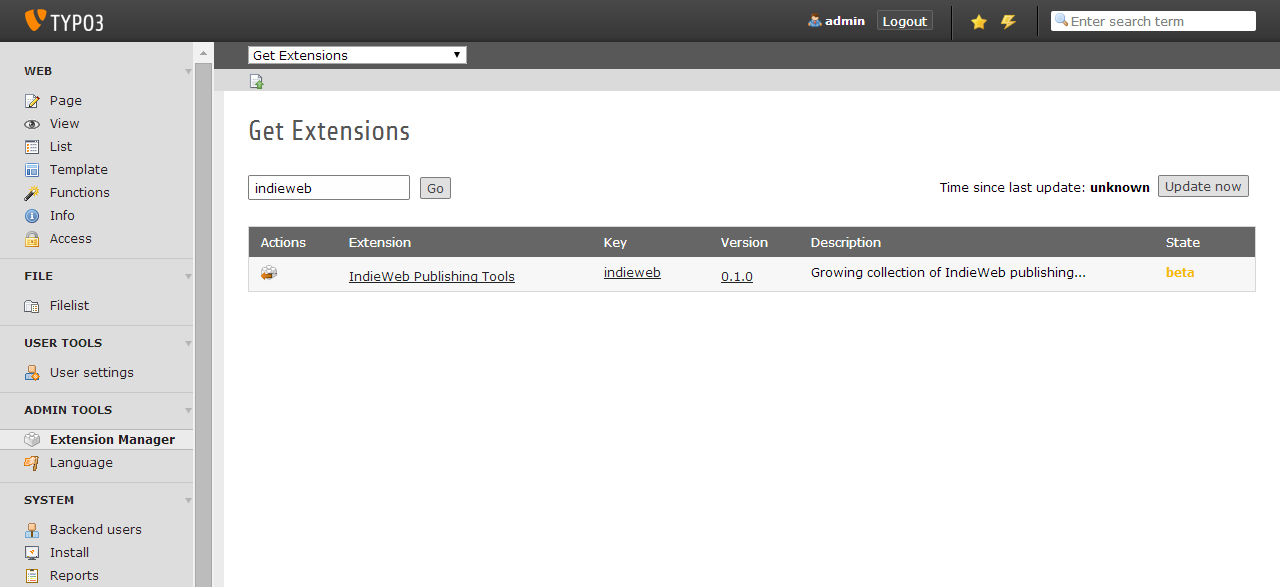 TYPO3
admin Logout Enter search term
WEB
Page
View
List
Template
Functions
Info
Access
FILE
Filelist
USER TOOLS
User settings
ADMIN TOOLS
Extension Manager
Language
SYSTEM
Backend users
Install
Reports
Get Extensions
Get Extensions
indieweb Go Time since last update: unknown Update now
Actions Extension Key Version Description State
IndieWeb Publishing Tools indieweb 0.1.0 Growing collection of IndieWeb publishing... beta